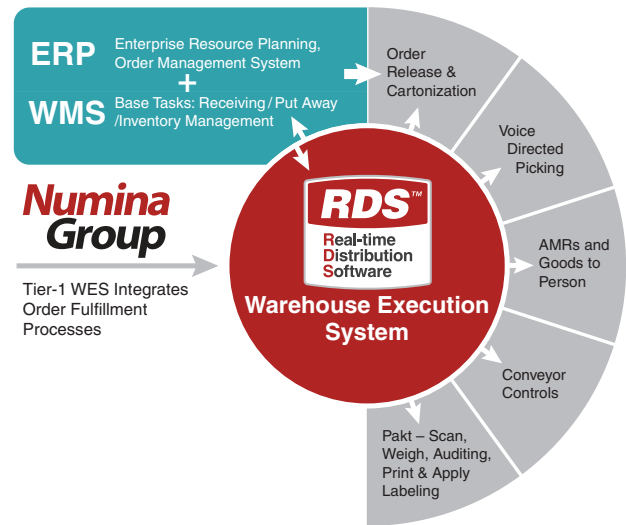 ERP
Enterprise Resource Planning,
Order Management System
+
WMS
Base Tasks: Receiving / Put Away
/Inventory Management
Order
Release &
Cartonization
Voice
Directed
Picking
AMRs and
Goods to
Person
Conveyor
Controls
Pakt – Scan,
Weigh, Auditing,
Print & Apply
Labeling
Numina
Group
Tier-1 WES Integrates
Order Fulfillment
Processes
RDS™
Real-time
Distribution
Software
Warehouse Execution
System